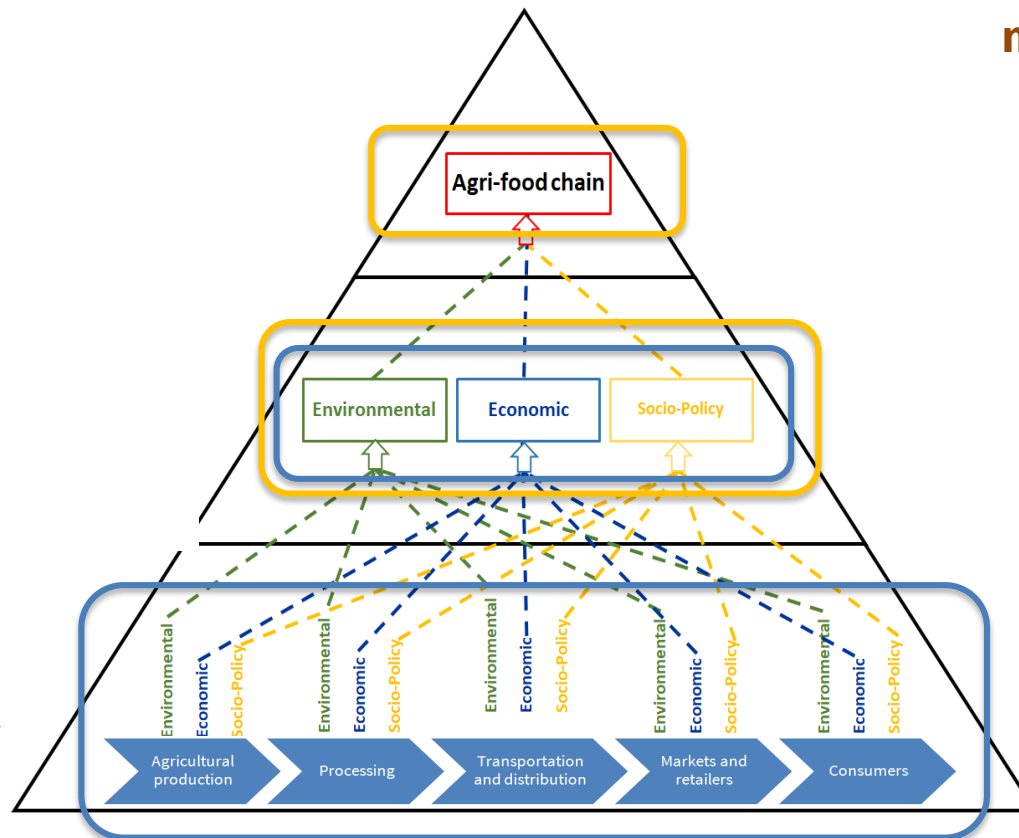 Agri-food chain
Environmental
Economic
Socio-Policy
Environmental
Economic
Socio-Policy
Environmental
Economic
Socio-Policy
Environmental
Economic
Socio-Policy
Environmental
Economic
Socio-Policy
Environmental
Economic
Socio-Policy
Agricultural
production
Processing
Transportation
and distribution
Markets and
retailers
Consumers